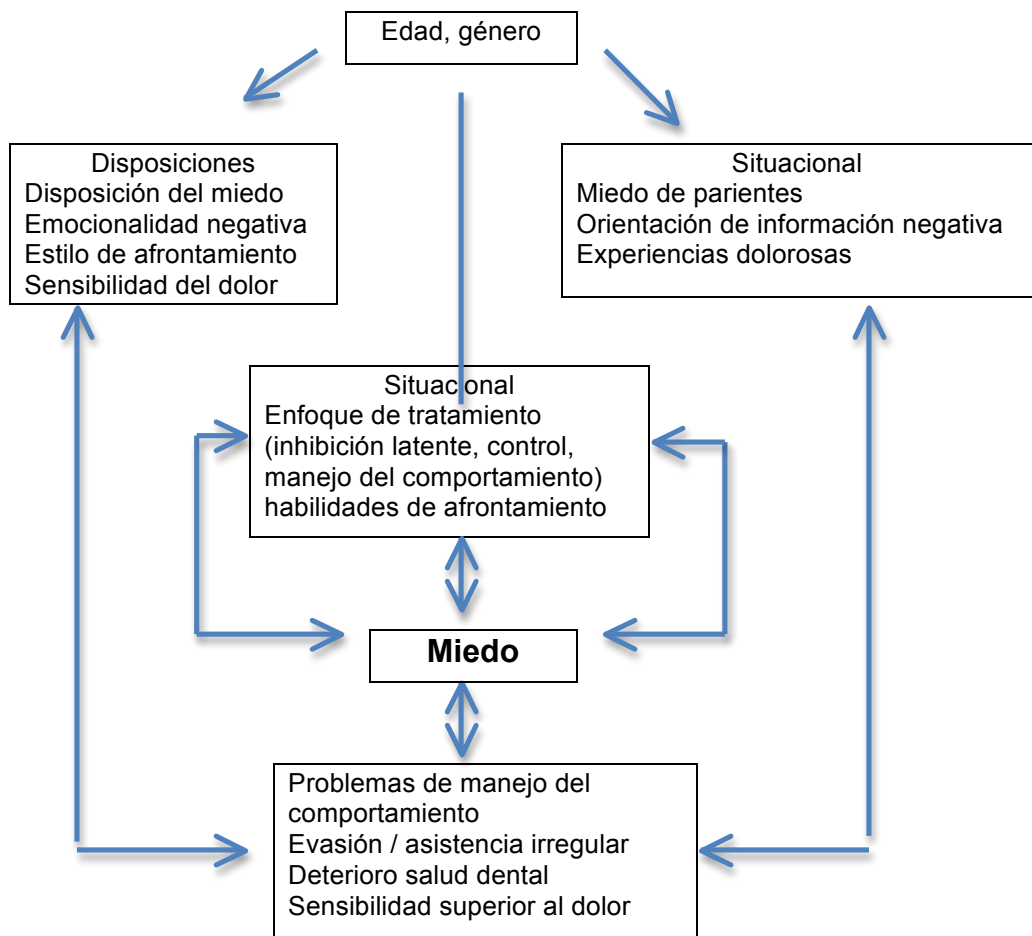 Edad, género
Disposiciones
Disposición del miedo
Emocionalidad negativa
Estilo de afrontamiento
Sensibilidad del dolor
Situacional
Miedo de parientes
Orientación de información negativa
Experiencias dolorosas
Situacional
Enfoque de tratamiento
(inhibición latente, control,
manejo del comportamiento)
habilidades de afrontamiento
Miedo
Problemas de manejo del
comportamiento
Evasión / asistencia irregular
Deterioro salud dental
Sensibilidad superior al dolor